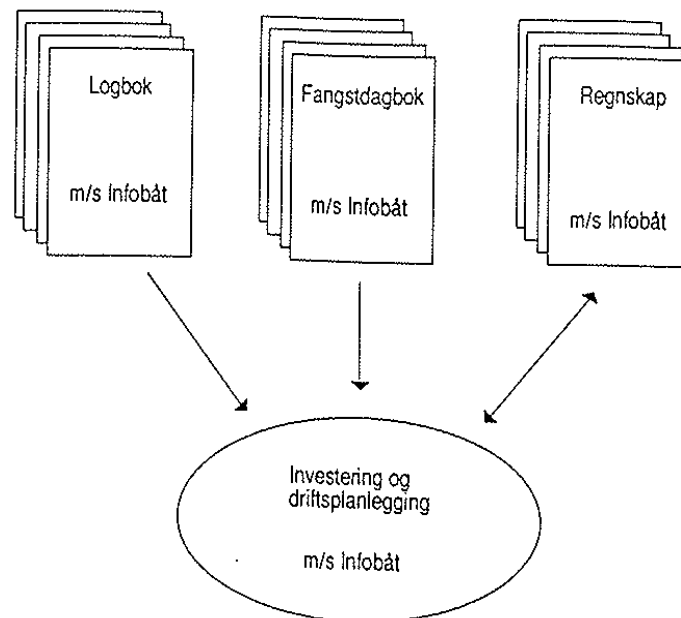 Logbok
m/s Infobåt
Fangstdagbok
m/s Infobåt
Regnskap
m/s Infobåt
Investering og
driftsplanlegging
m/s Infobåt